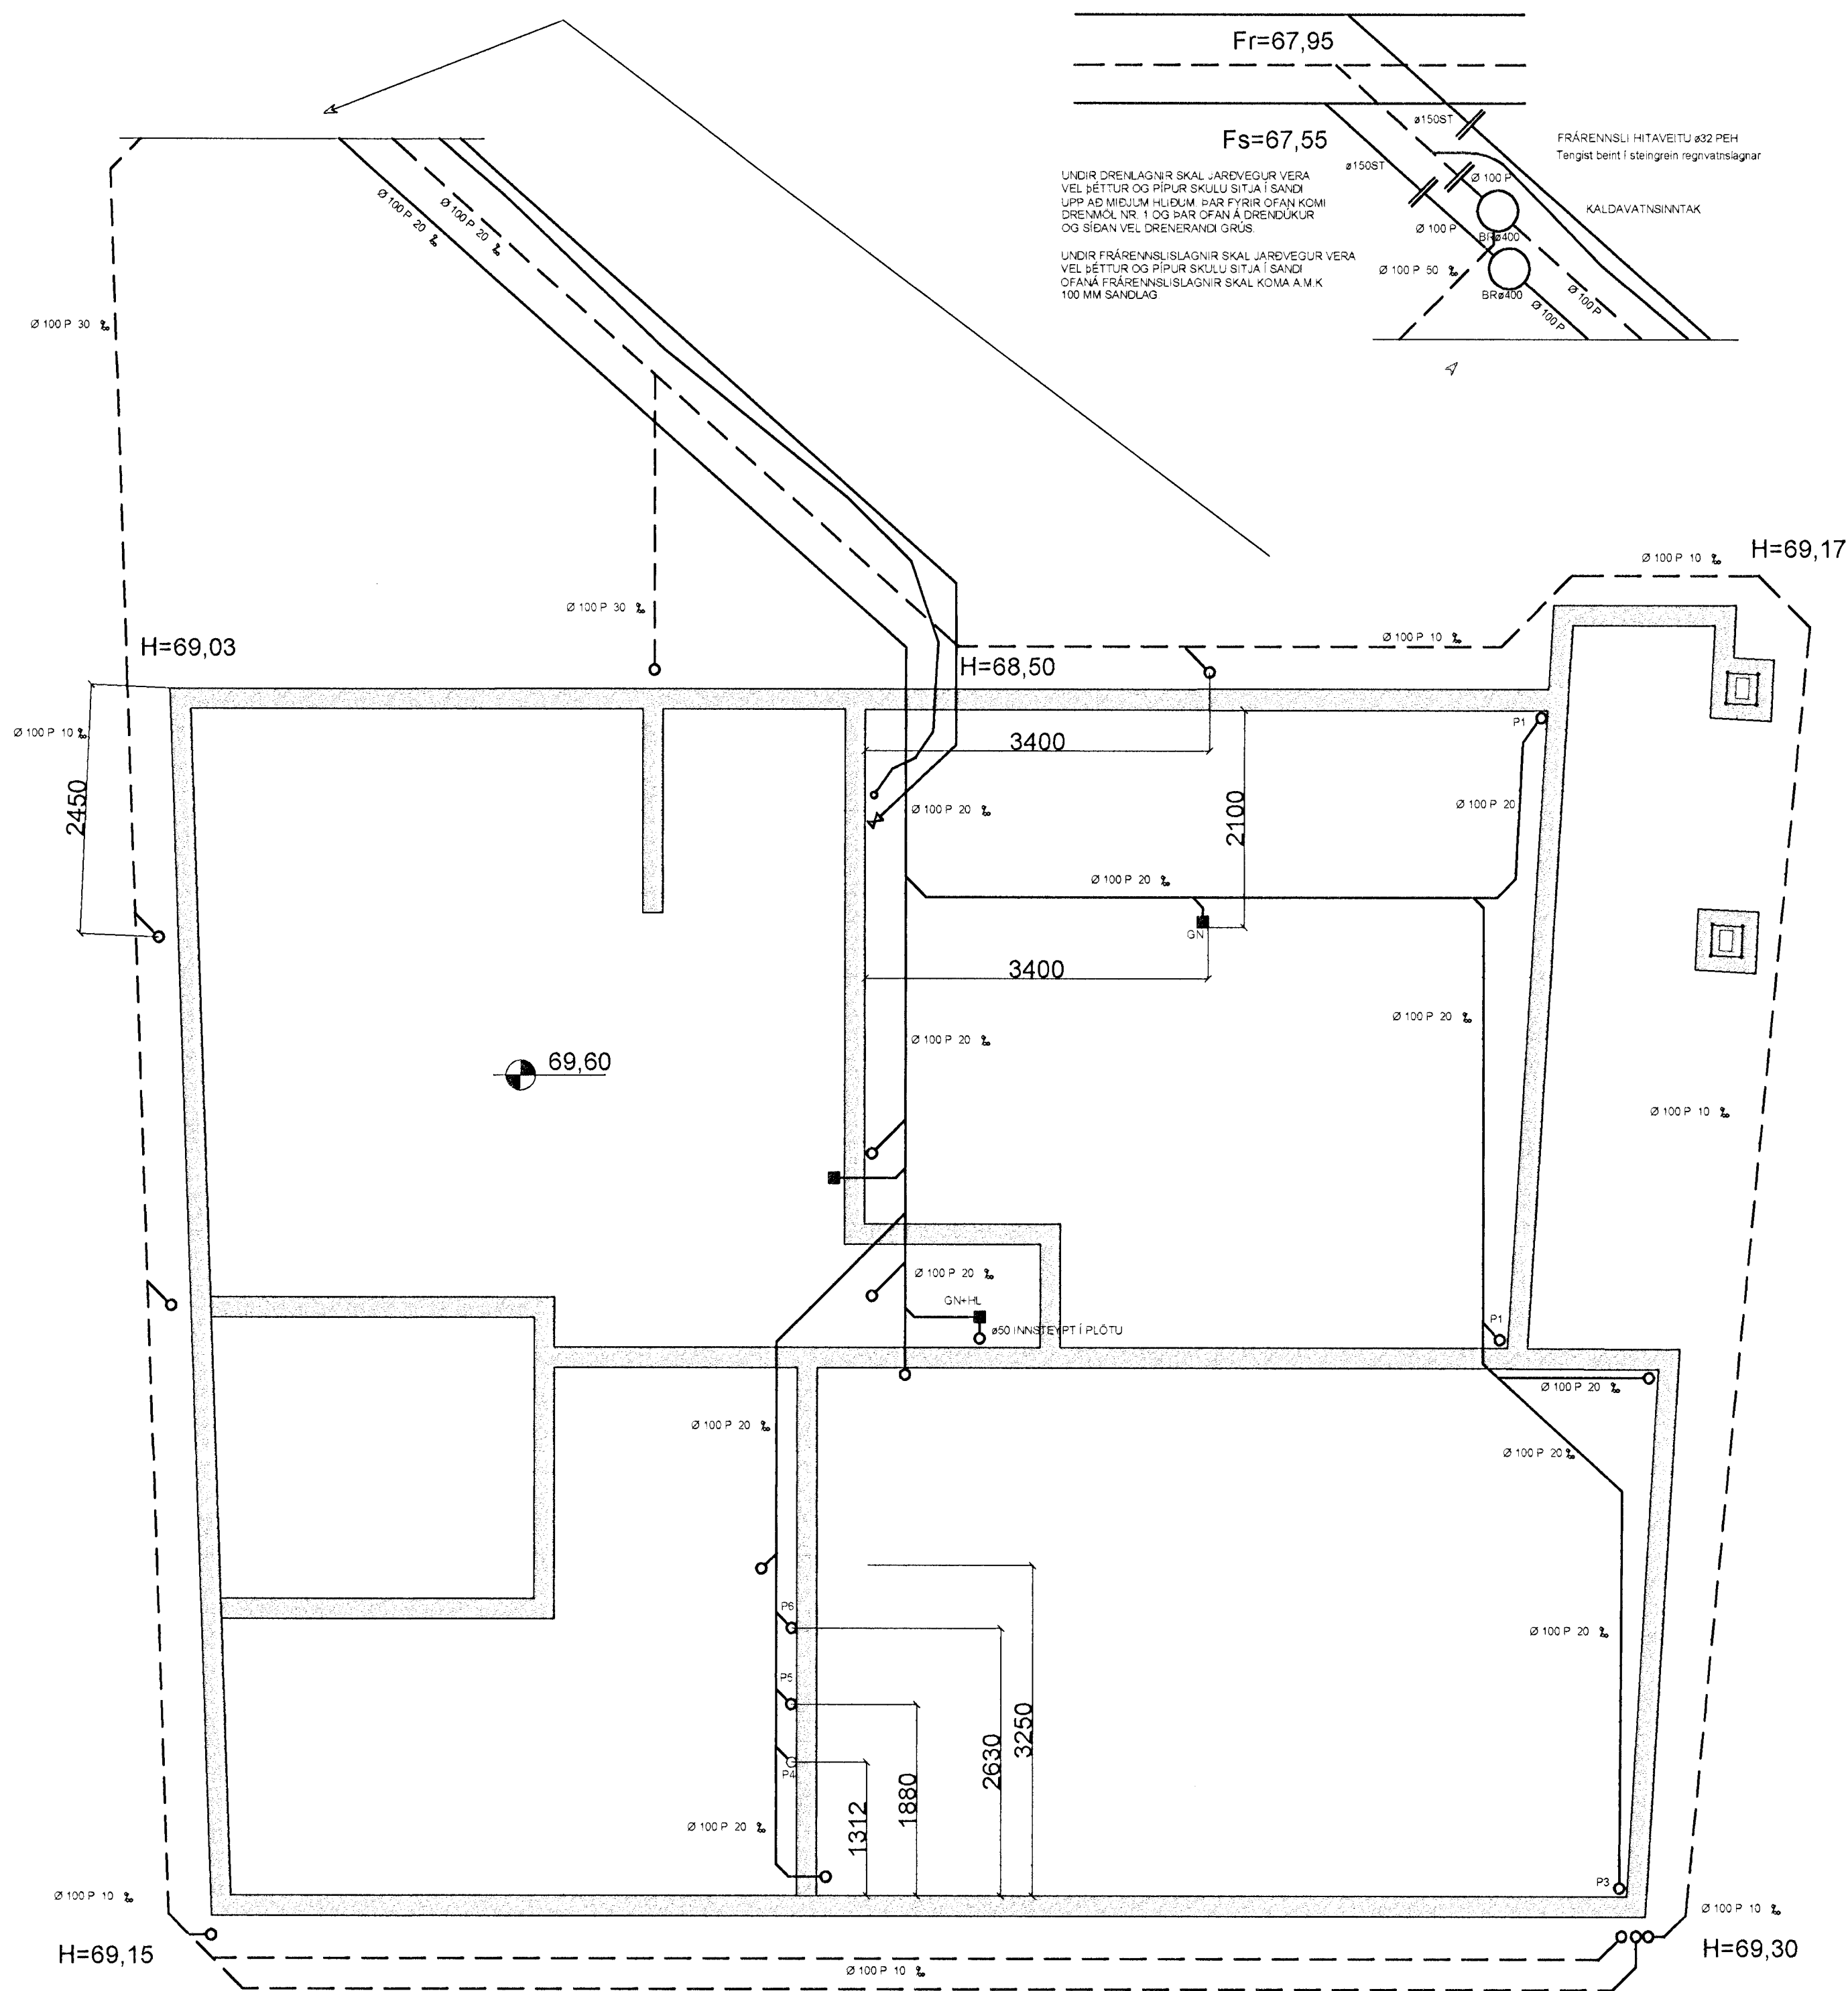 Fr=67,95
ø150ST
Fs=67,55
FRÁRENNSLI HITAVEITU ø32 PEH
Tengist beint í steingrein regnvatnslagnar
ø150ST
UNDIR DRENLAGNIR SKAL JARÐVEGUR VERA
VEL ÞÉTTUR OG PÍPUR SKULU SITJA Í SANDI
UPP AÐ MIÐJUM HLIÐUM. ÞAR FYRIR OFAN KOMI
DRENMÖL NR. 1 OG ÞAR OFAN Á DRENDÚKUR
OG SÍÐAN VEL DRENERANDI GRÚS.
Ø 100 P
KALDAVATNSINNTAK
Ø 100 P
BRø400
UNDIR FRÁRENNSLISLAGNIR SKAL JARÐVEGUR VERA
VEL ÞÉTTUR OG PÍPUR SKULU SITJA Í SANDI
OFANÁ FRÁRENNSLISLAGNIR SKAL KOMA A.M.K
100 MM SANDLAG
Ø 100 P 50 ‰
BRø400
Ø 100 P
Ø 100 P
Ø 100 P 20 ‰
Ø 100 P 20 ‰
Ø 100 P 30 ‰
Ø 100 P 10 ‰
H=69,17
Ø 100 P 30 ‰
H=69,03
Ø 100 P 10 ‰
H=68,50
Ø 100 P 10 ‰
P1
3400
2450
Ø 100 P 20 ‰
2100
Ø 100 P 20
Ø 100 P 20 ‰
GN
3400
Ø 100 P 20 ‰
Ø 100 P 20 ‰
69,60
Ø 100 P 10 ‰
Ø 100 P 20 ‰
GN+HL
ø50 INNSTEYPT Í PLÖTU
P1
Ø 100 P 20 ‰
Ø 100 P 20 ‰
Ø 100 P 20 ‰
P6
Ø 100 P 20 ‰
P5
3250
2630
1880
P4
1312
Ø 100 P 20 ‰
P3
Ø 100 P 10 ‰
Ø 100 P 10 ‰
H=69,15
H=69,30
Ø 100 P 10 ‰